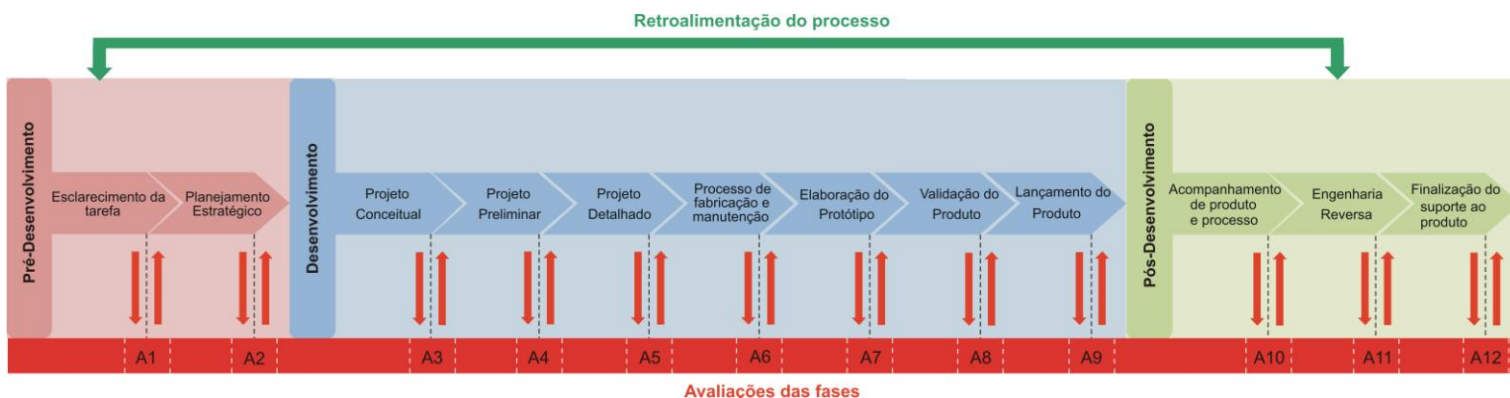 Retroalimentação do processo
Pré-Desenvolvimento
Esclarecimento da
tarefa
Planejamento
Estratégico
Desenvolvimento
Projeto
Conceitual
Projeto
Preliminar
Projeto
Detalhado
Processo de
fabricação e
manutenção
Elaboração do
Protótipo
Validação do
Produto
Lançamento do
Produto
Pós-Desenvolvimento
Acompanhamento
de produto
e processo
Engenharia
Reversa
Finalização do
suporte ao
produto
A1
A2
A3
A4
A5
A6
A7
A8
A9
A10
A11
A12
Avaliações das fases